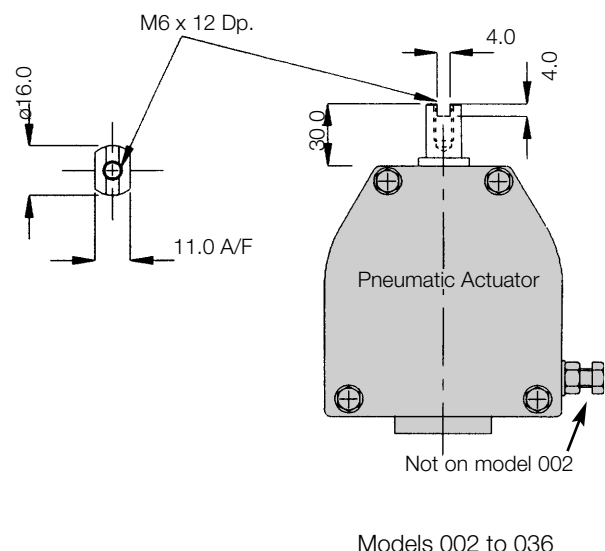 M6 x 12 Dp.
4.0
4.0
ø16.0
30.0
11.0 A/F
Pneumatic Actuator
Not on model 002
Models 002 to 036